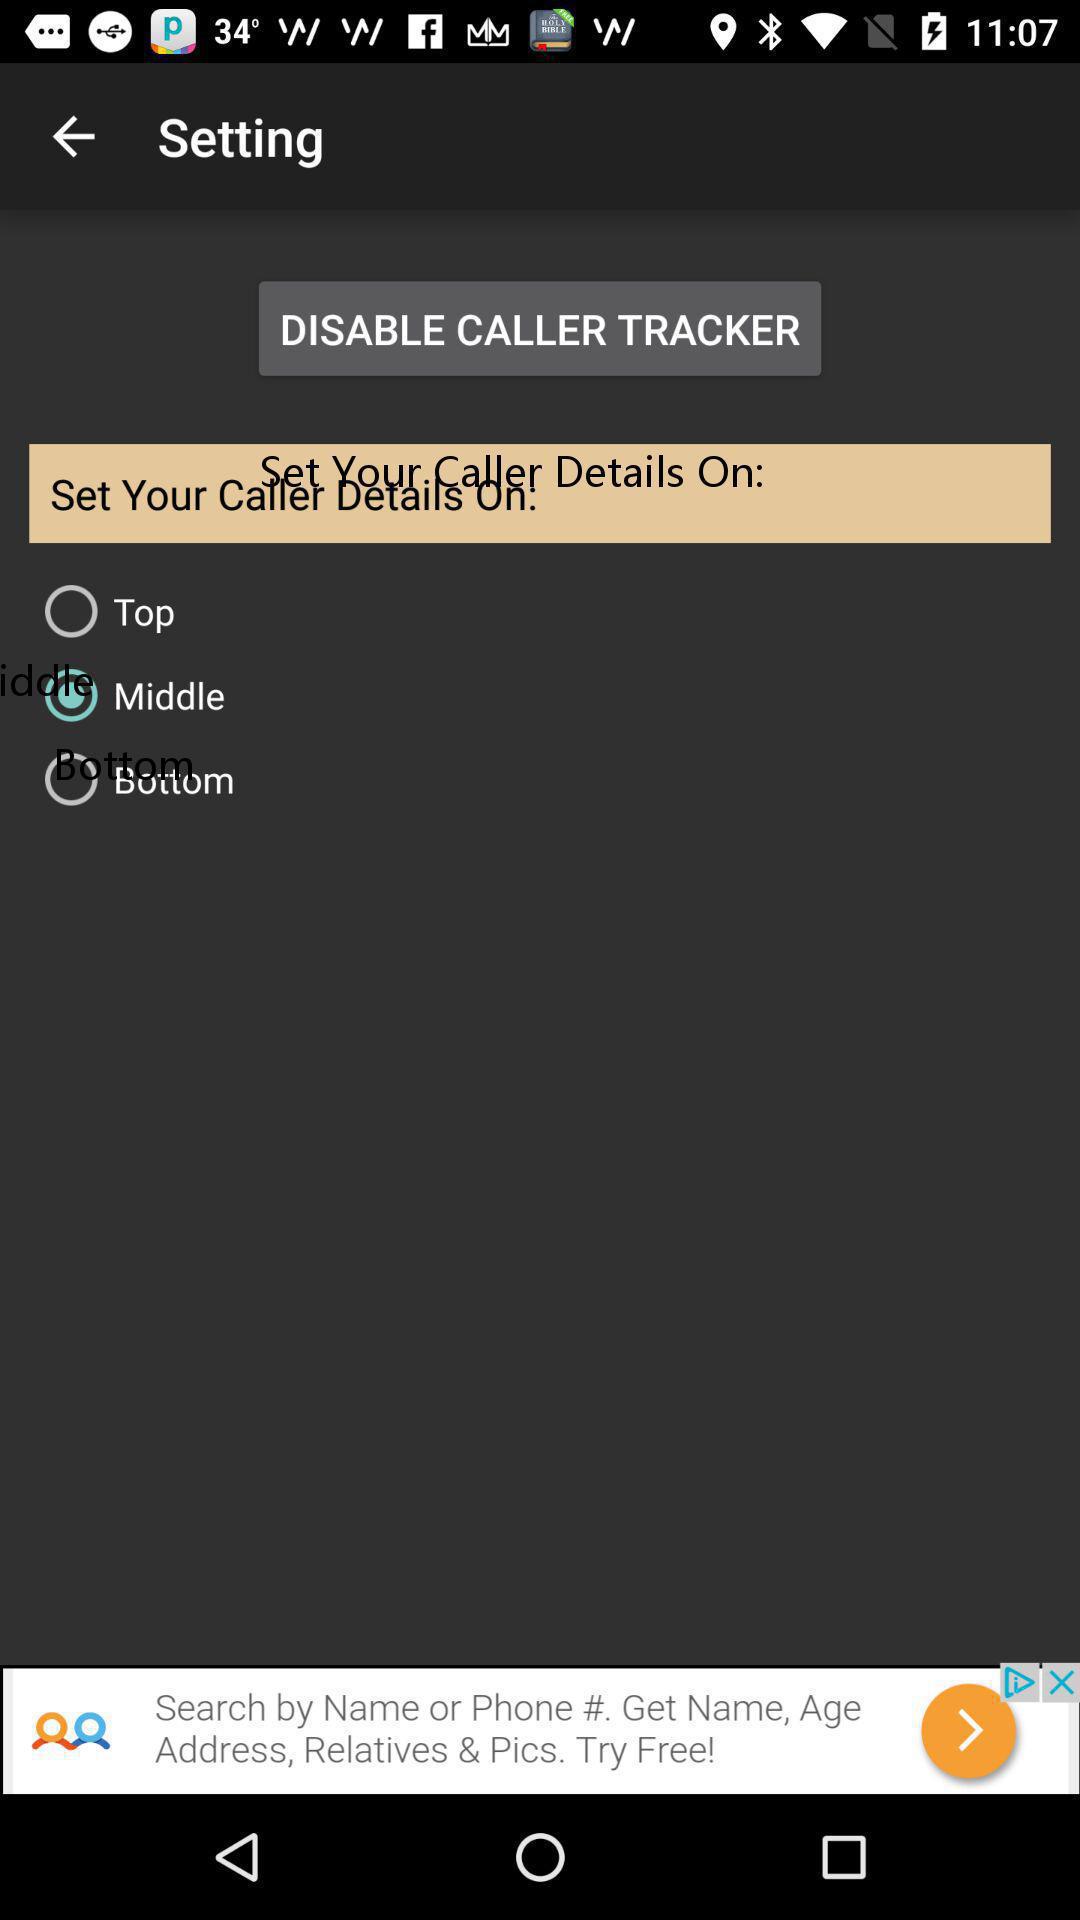 34° 11:07
Setting
DISABLE CALLER TRACKER
Set Your Caller Details On:
Set Your Caller Details On:
Top
iddle
Middle
Bottom
Bottom
Search by Name or Phone #. Get Name, Age
Address, Relatives & Pics. Try Free!